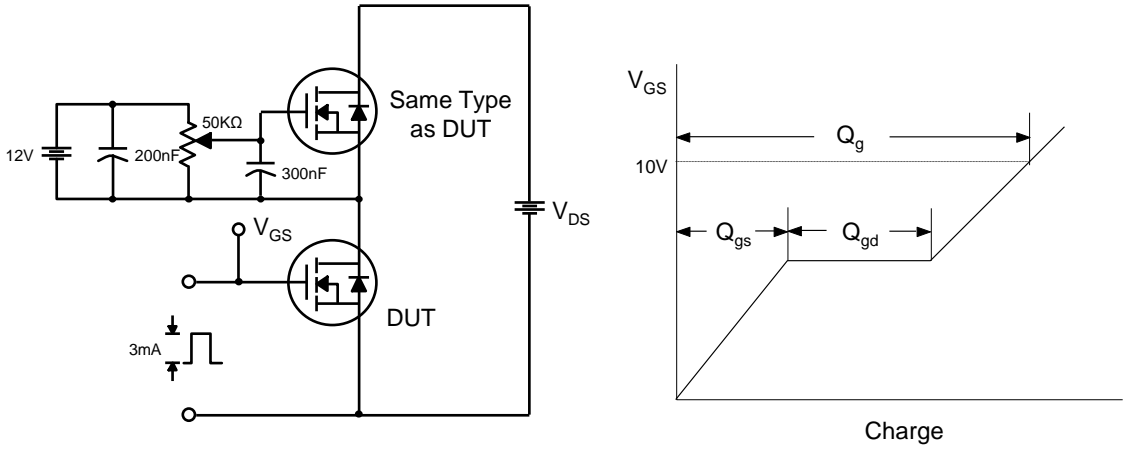 Same Type
as DUT
50KΩ
12V
200nF
300nF
V_DS
V_GS
DUT
3mA
V_GS
Q_g
10V
Q_gs
Q_gd
Charge